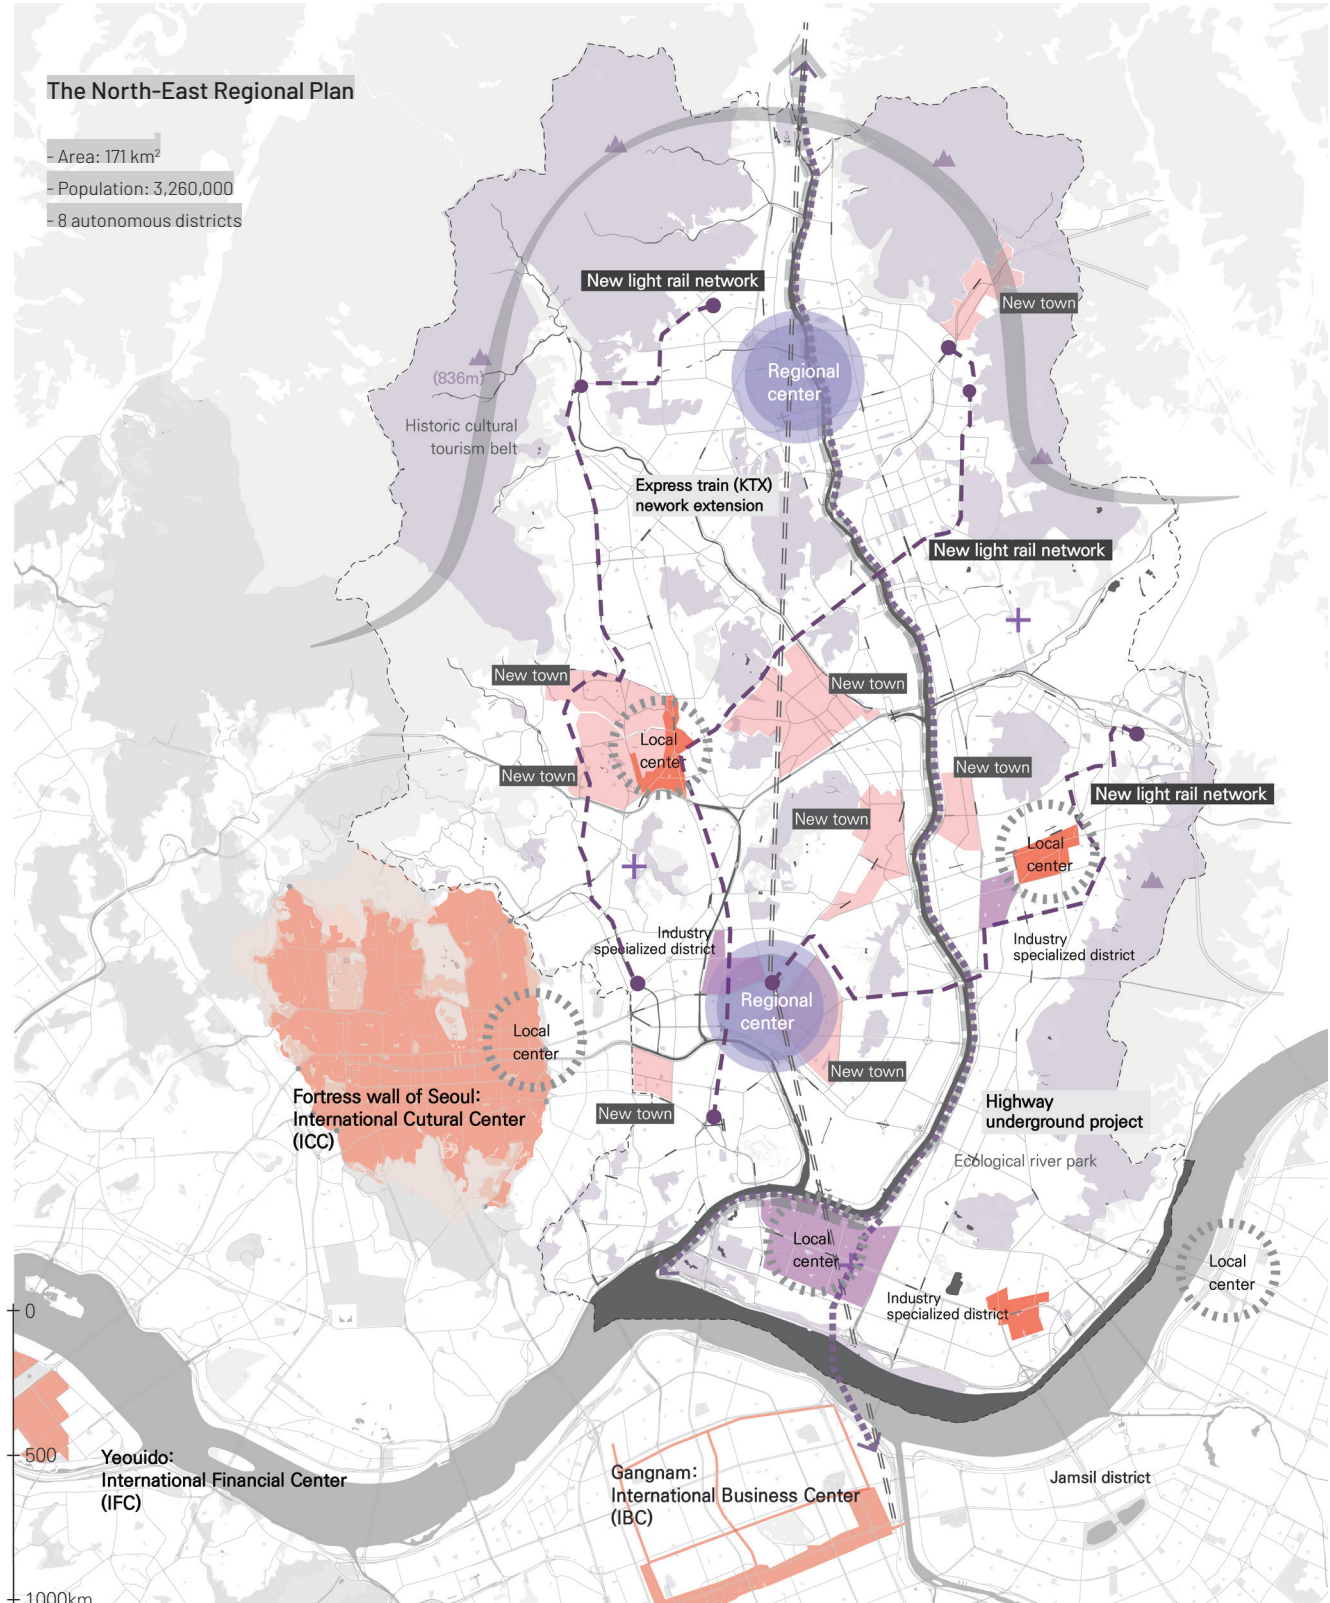 The North-East Regional Plan
- Area: 171 km²
- Population: 3,260,000
- 8 autonomous districts
New light rail network
New town
Regional
center
(836m)
Historic cultural
tourism belt
Express train (KTX)
nework extension
New light rail network
New town
New town
Local
center
New town
New town
New town
New light rail network
Local
center
Industry
specialized district
Industry
specialized district
Regional
center
Local
center
New town
New town
Fortress wall of Seoul:
International Cutural Center
(ICC)
Highway
underground project
Ecological river park
Local
center
Local
center
Industry
specialized district
0
500
1000km
Yeouido:
International Financial Center
(IFC)
Gangnam:
International Business Center
(IBC)
Jamsil district